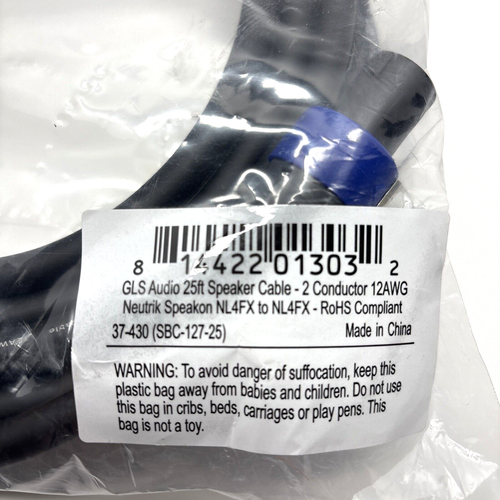 8 14422 01303 2
GLS Audio 25ft Speaker Cable - 2 Conductor 12AWG
Neutrik Speakon NL4FX to NL4FX - RoHS Compliant
37-430 (SBC-127-25) Made in China
WARNING: To avoid danger of suffocation, keep this
plastic bag away from babies and children. Do not use
this bag in cribs, beds, carriages or play pens. This
bag is not a toy.